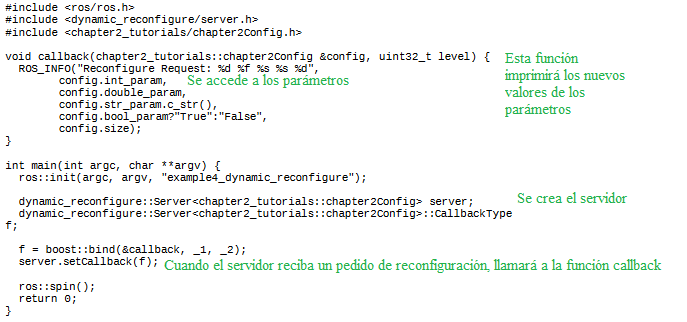 #include <ros/ros.h>
#include <dynamic_reconfigure/server.h>
#include <chapter2_tutorials/chapter2Config.h>
void callback(chapter2_tutorials::chapter2Config &config, uint32_t level) {
Esta función
ROS_INFO("Reconfigure Request: %d %f %s %s %d",
imprimirá los nuevos
config.int_param, Se accede a los parámetros
valores de los
config.double_param,
parámetros
config.str_param.c_str(),
config.bool_param?"True":"False",
config.size);
}
int main(int argc, char **argv) {
ros::init(argc, argv, "example4_dynamic_reconfigure");
dynamic_reconfigure::Server<chapter2_tutorials::chapter2Config> server;
Se crea el servidor
dynamic_reconfigure::Server<chapter2_tutorials::chapter2Config>::CallbackType
f;
f = boost::bind(&callback, _1, _2);
server.setCallback(f); Cuando el servidor reciba un pedido de reconfiguración, llamará a la función callback
ros::spin();
return 0;
}